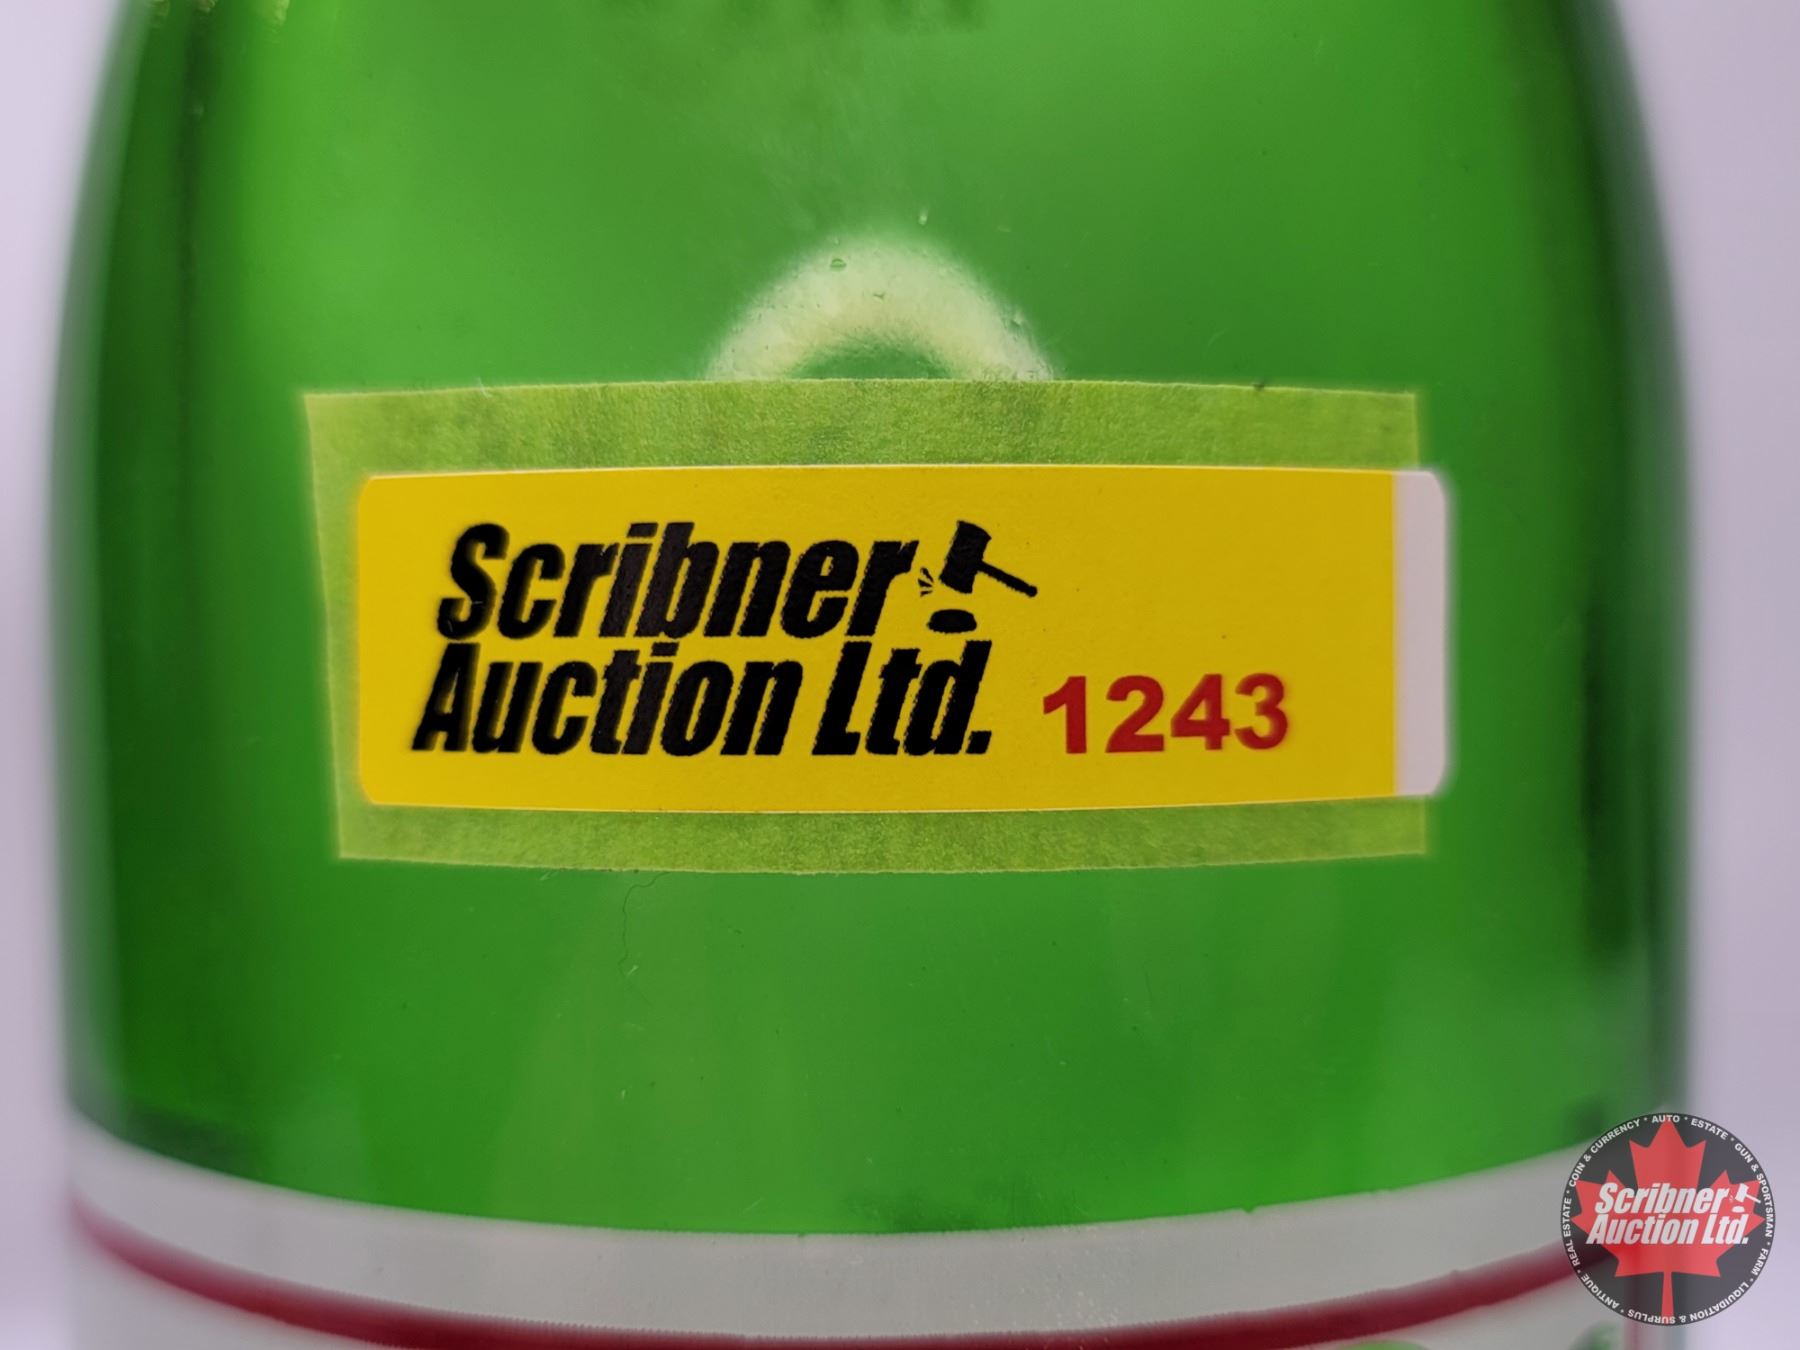 Scribner
Auction Ltd. 1243
COIN & CURRENCY * AUTO * ESTATE * GUN & SPORTSMAN * FARM * LIQUIDATION & SURPLUS * ANTIQUE * REAL ESTATE *
Scribner
Auction Ltd.